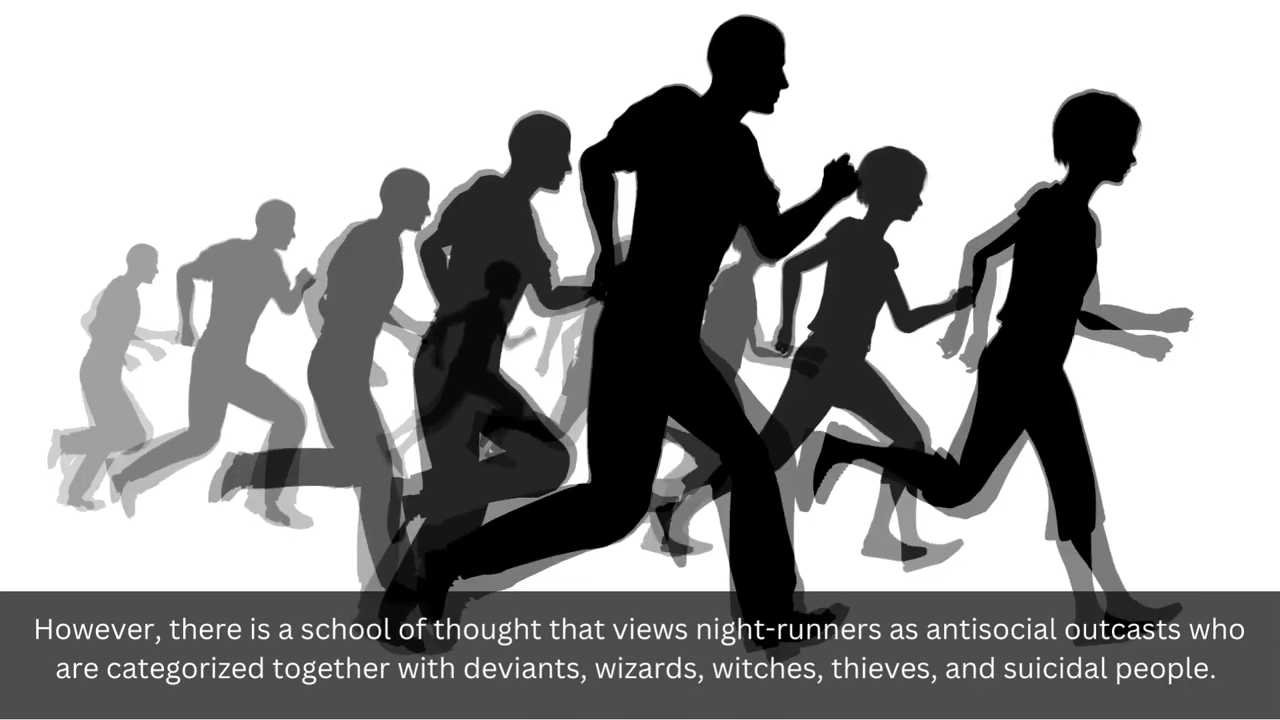 However, there is a school of thought that views night-runners as antisocial outcasts who
are categorized together with deviants, wizards, witches, thieves, and suicidal people.